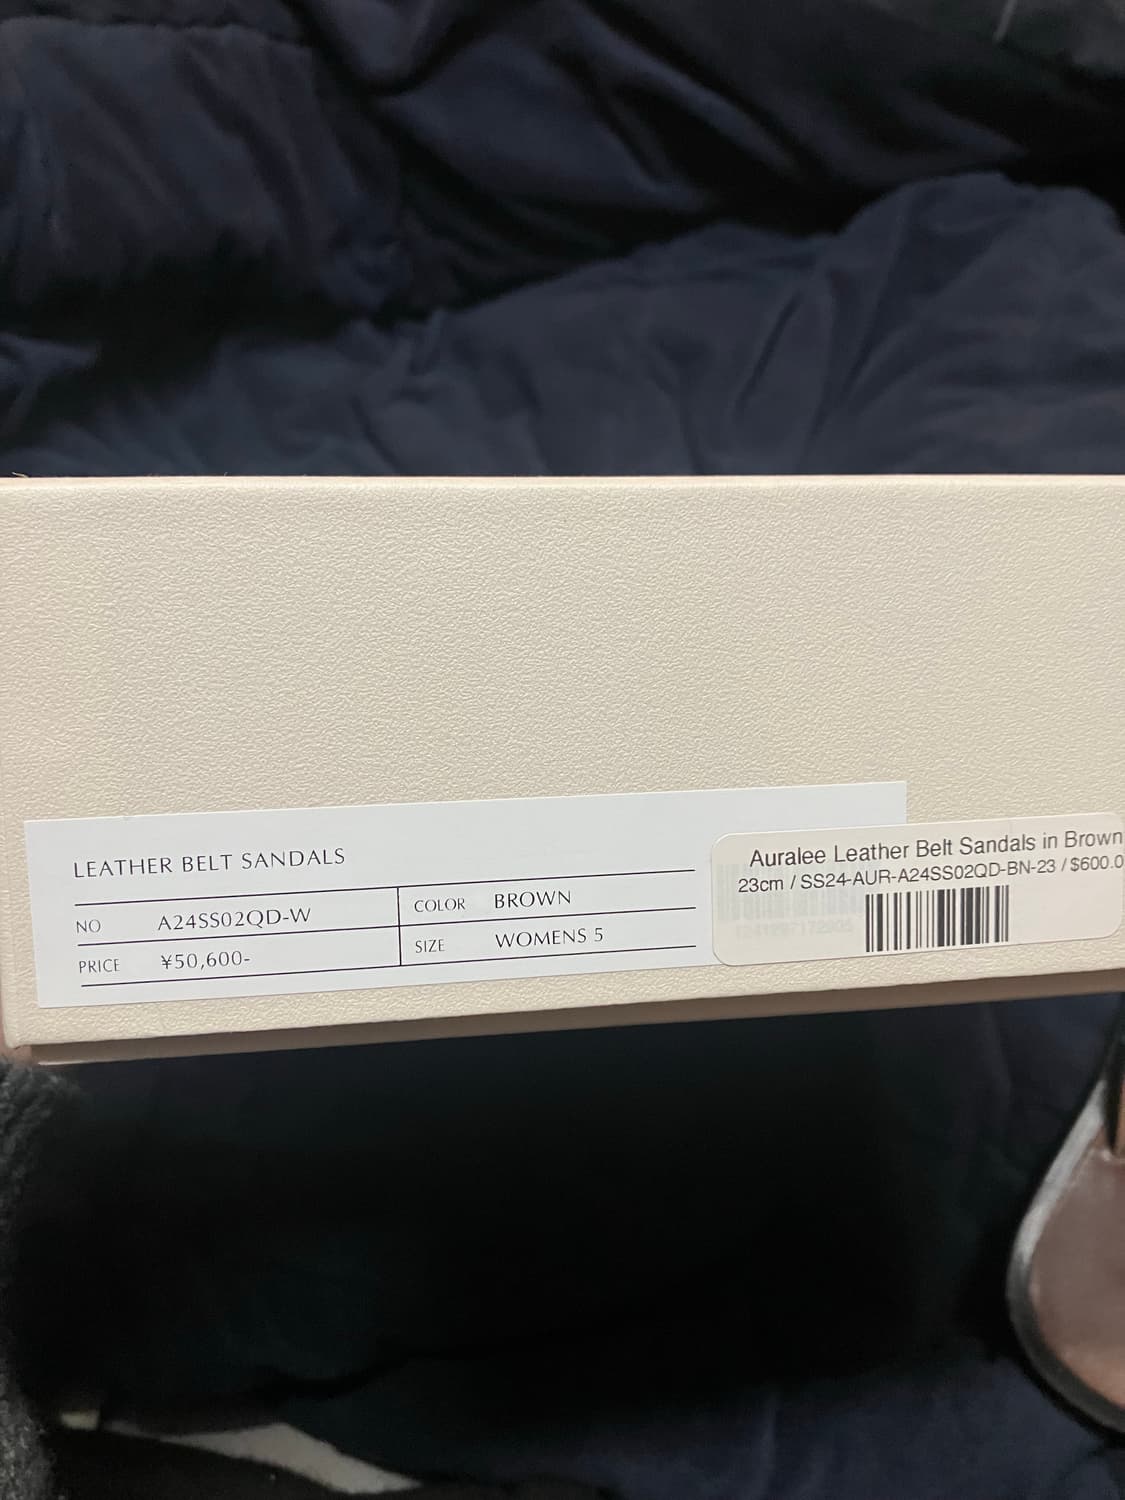 LEATHER BELT SANDALS
NO A24SS02QD-W
COLOR BROWN
PRICE ¥50,600-
SIZE WOMENS 5
Auralee Leather Belt Sandals in Brown
23cm / SS24-AUR-A24SS02QD-BN-23 / $600.0